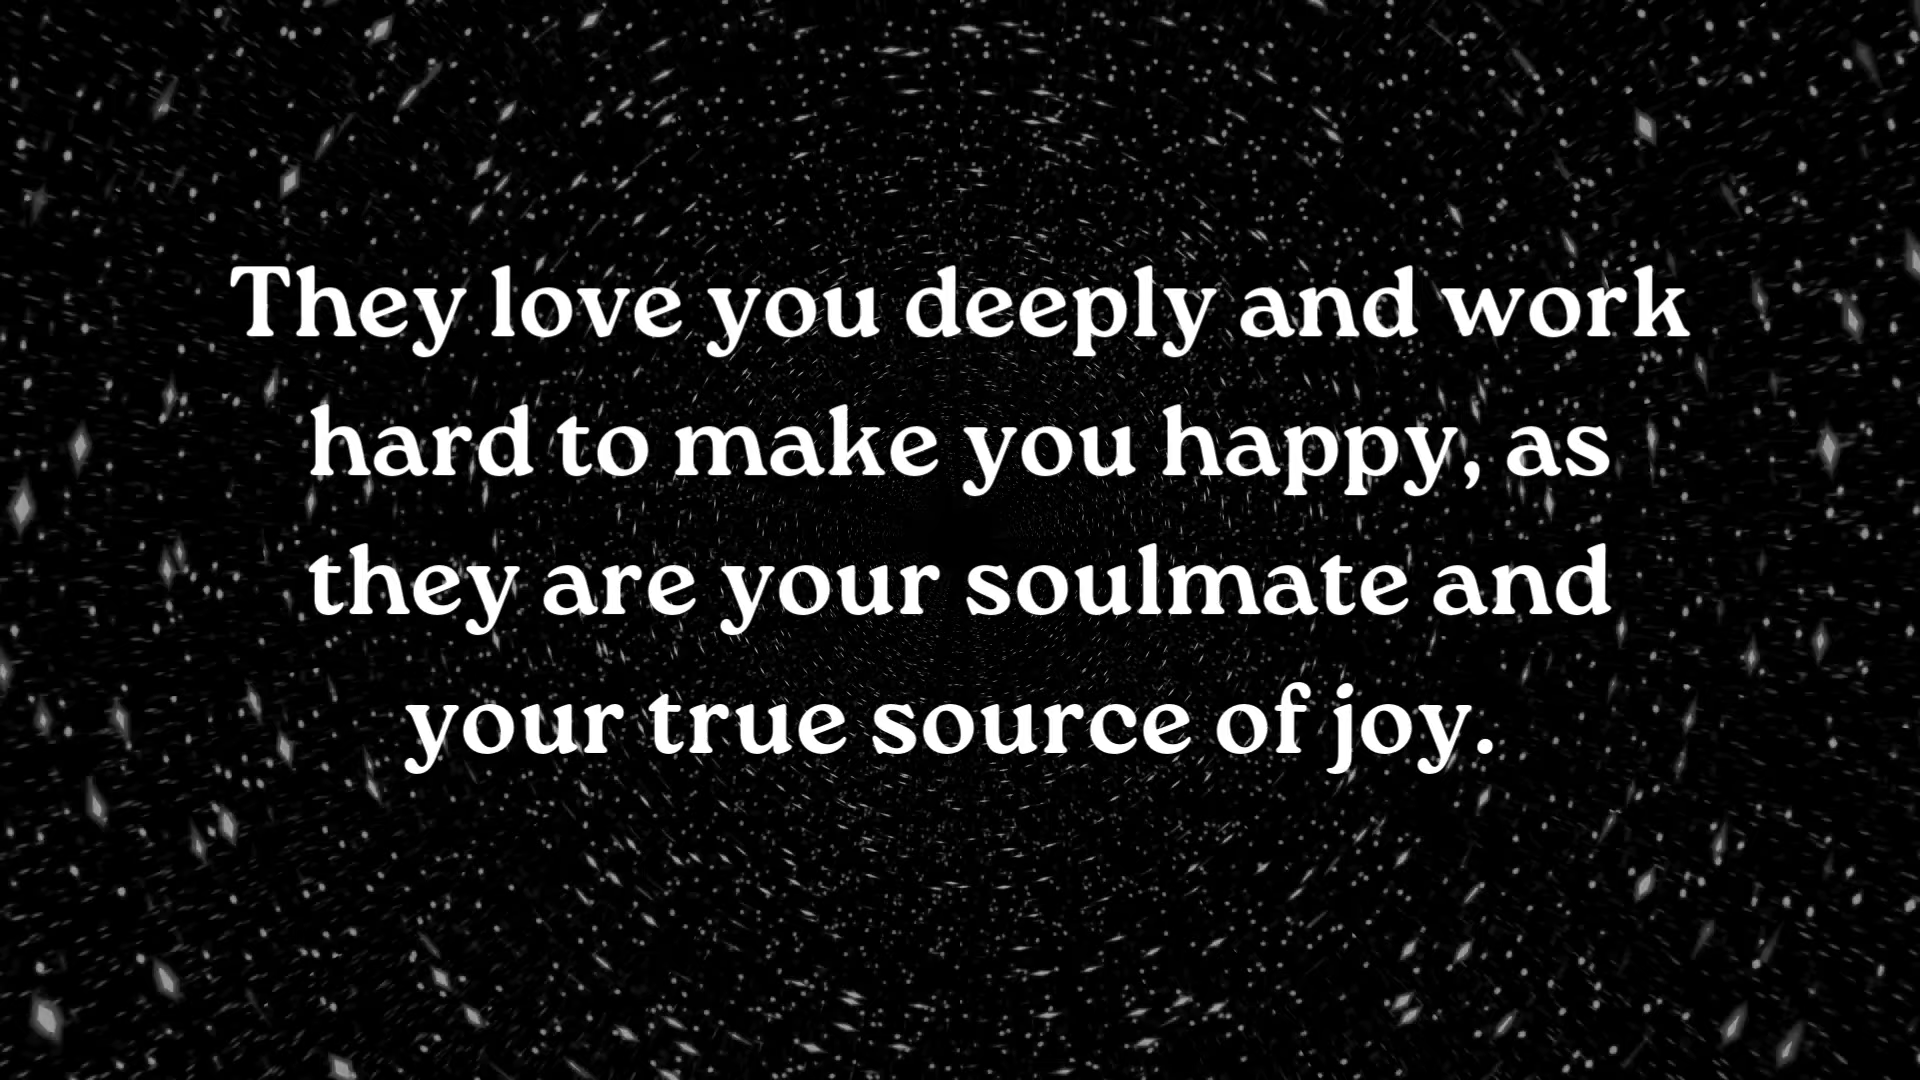 They love you deeply and work
hard to make you happy, as
they are your soulmate and
your true source of joy.